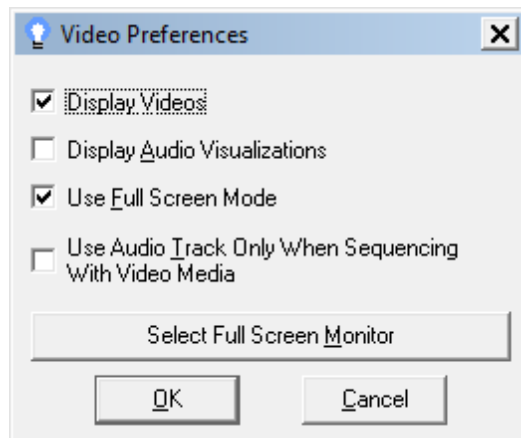 Video Preferences
Display Videos
Display Audio Visualizations
Use Full Screen Mode
Use Audio Track Only When Sequencing
With Video Media
Select Full Screen Monitor
OK
Cancel